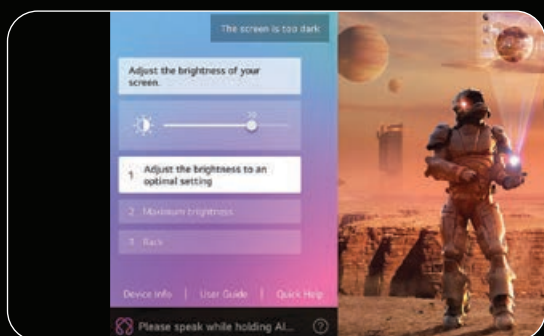 The screen is too dark
Adjust the brightness of your
screen.
70
1 Adjust the brightness to an
optimal setting
2 Maximum brightness
3 Back
Device Info | User Guide | Quick Help
Please speak while holding AI... ?